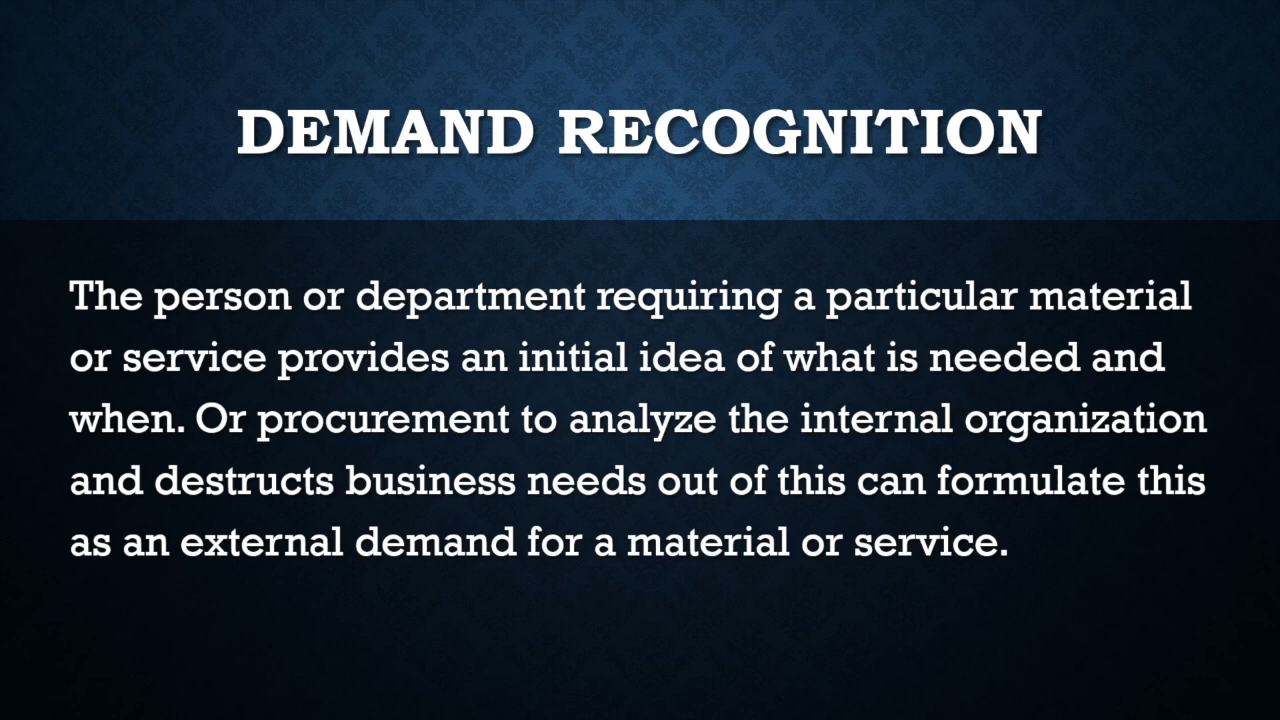 DEMAND RECOGNITION
The person or department requiring a particular material
or service provides an initial idea of what is needed and
when. Or procurement to analyze the internal organization
and destructs business needs out of this can formulate this
as an external demand for a material or service.